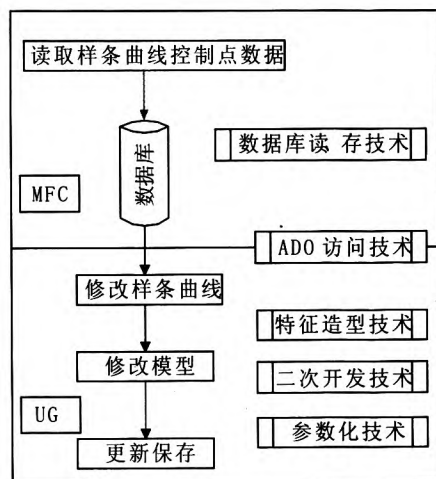 读取样条曲线控制点数据
数据库
数据库读 存技术
MFC
ADO 访问技术
修改样条曲线
特征造型技术
修改模型
二次开发技术
UG
参数化技术
更新保存